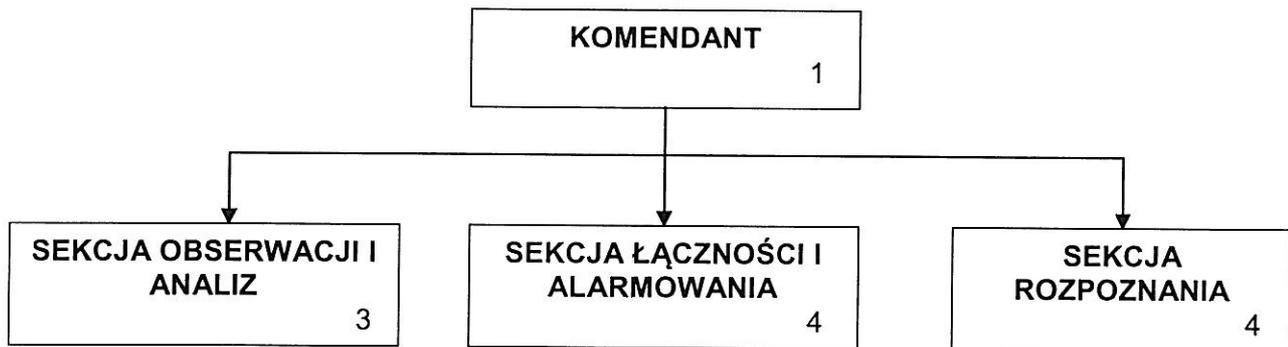 KOMENDANT
1
SEKCJA OBSERWACJI I
ANALIZ
3
SEKCJA ŁĄCZNOŚCI I
ALARMOWANIA
4
SEKCJA
ROZPOZNANIA
4